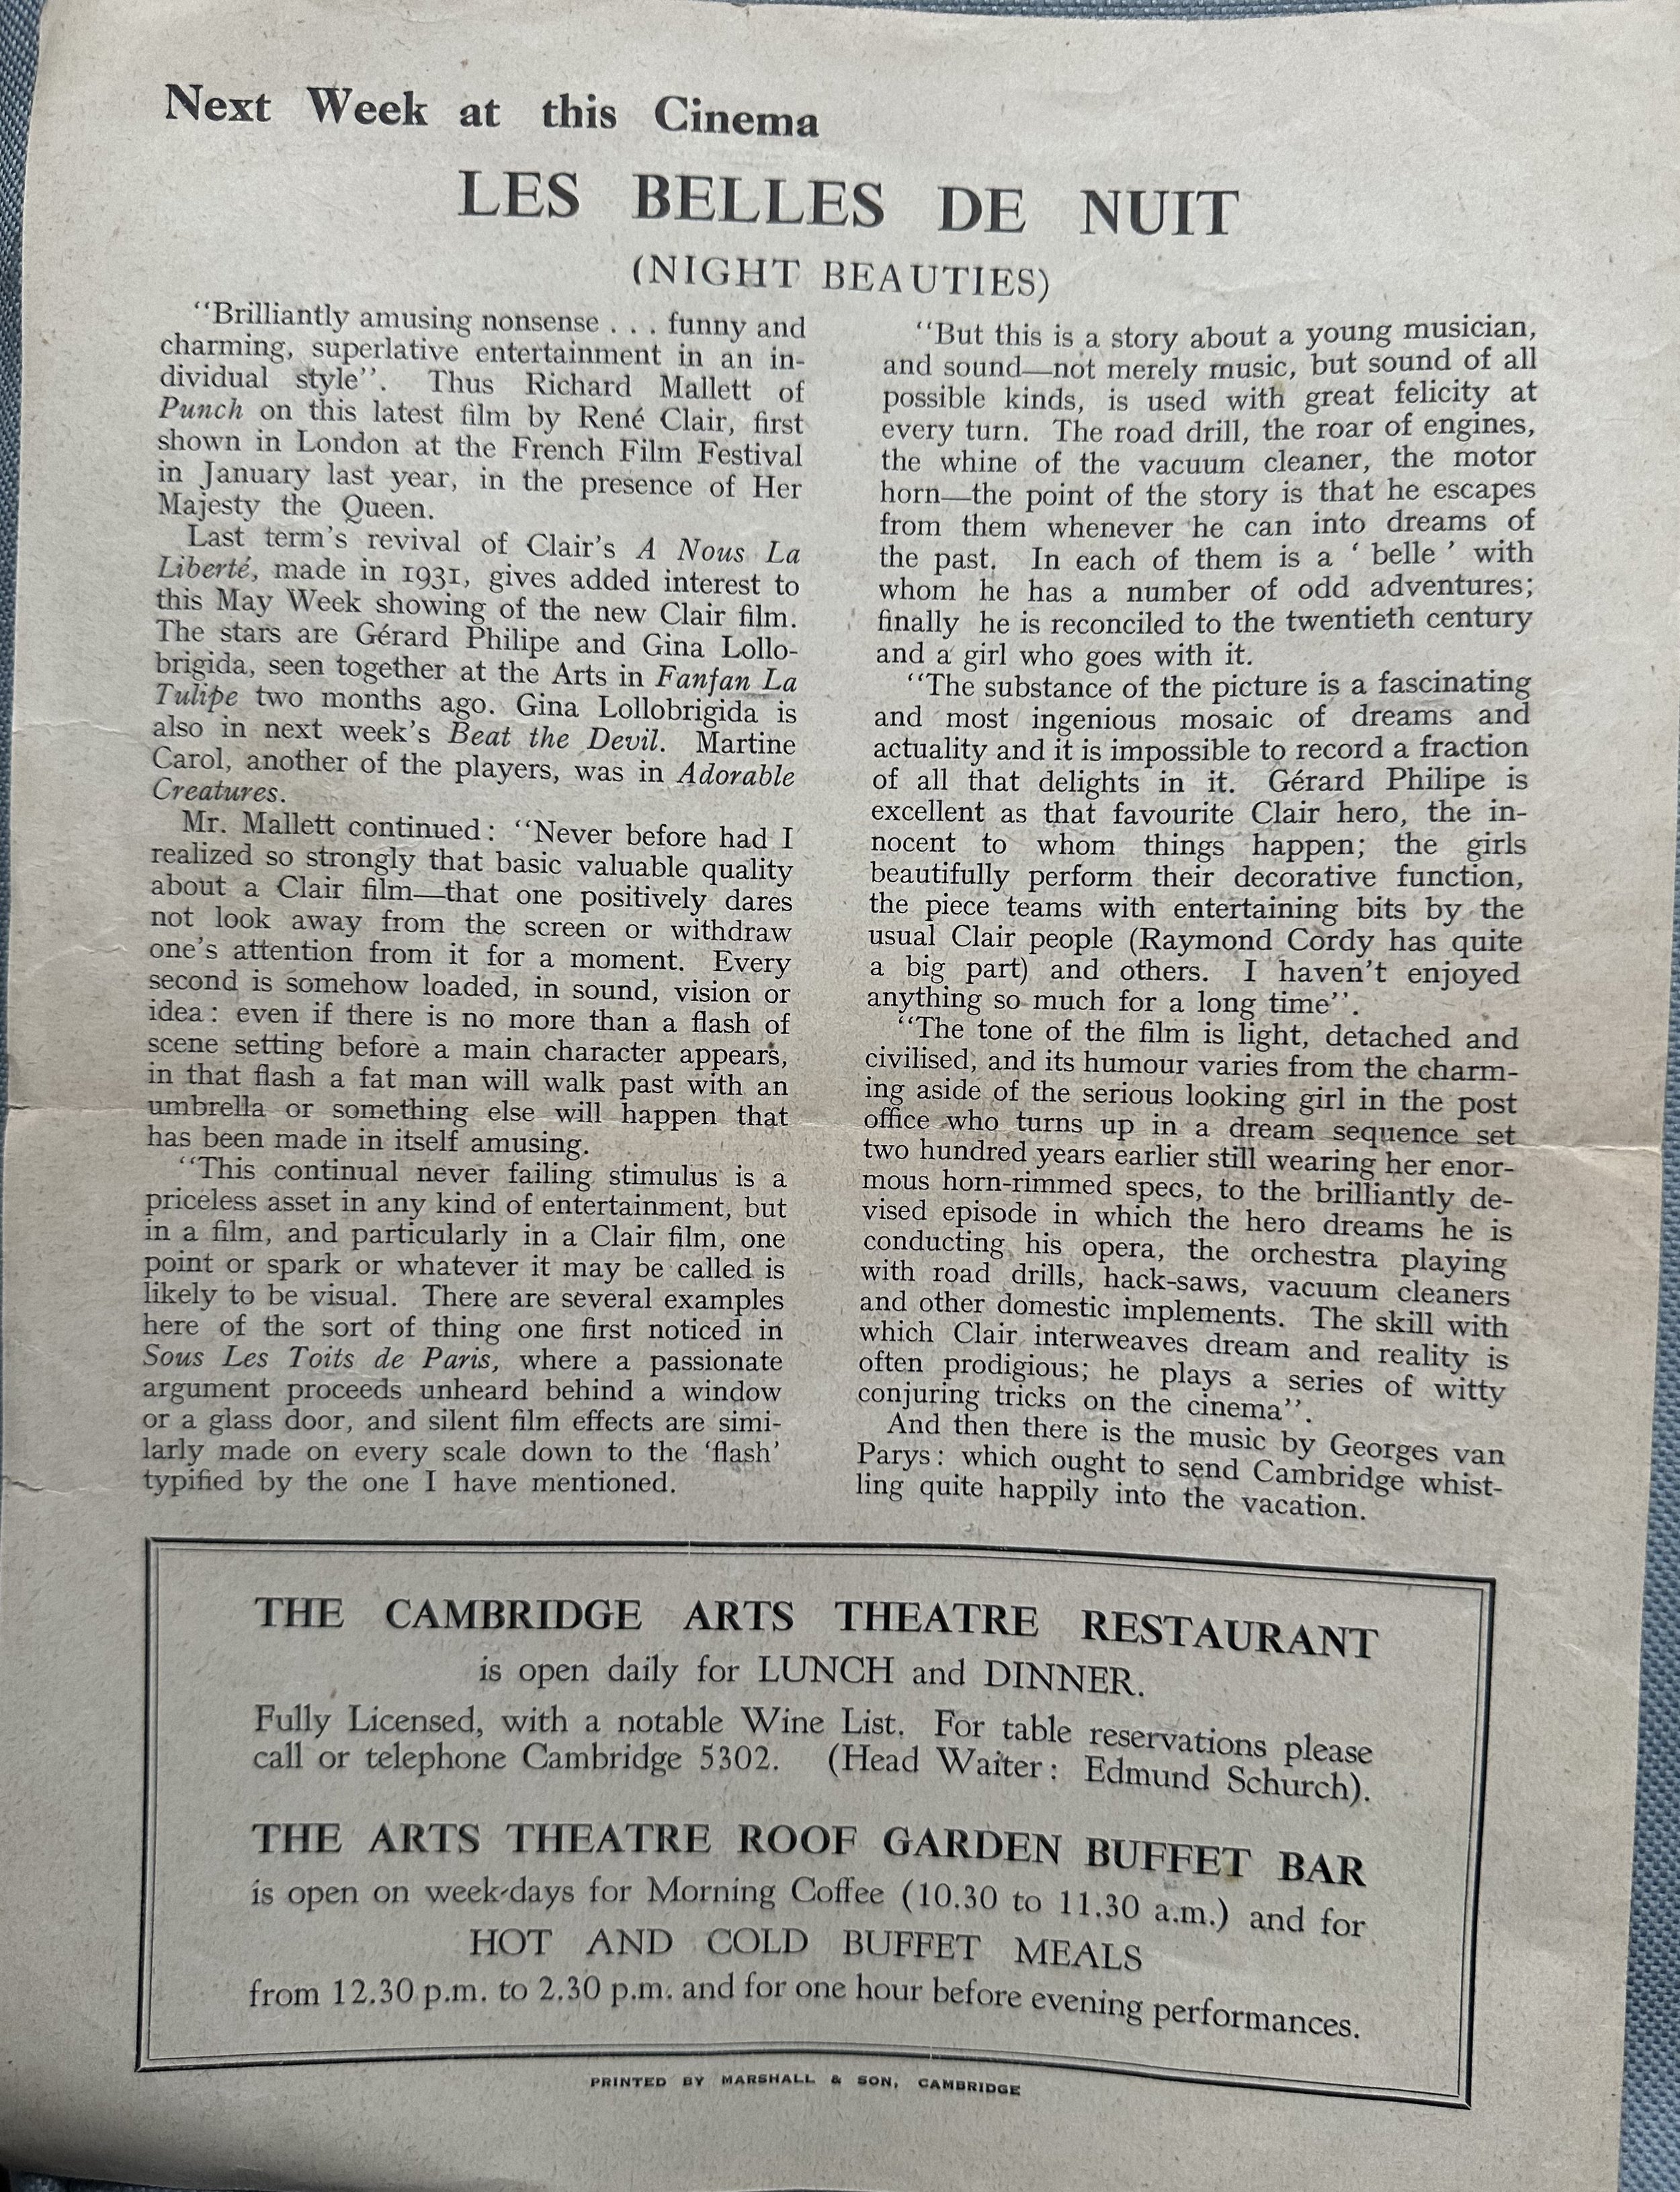 Next Week at this Cinema
LES BELLES DE NUIT
(NIGHT BEAUTIES)
“Brilliantly amusing nonsense . . . funny and
charming, superlative entertainment in an in-
dividual style”. Thus Richard Mallett of
Punch on this latest film by René Clair, first
shown in London at the French Film Festival
in January last year, in the presence of Her
Majesty the Queen.
Last term’s revival of Clair’s A Nous La
Liberté, made in 1931, gives added interest to
this May Week showing of the new Clair film.
The stars are Gérard Philipe and Gina Lollo-
brigida, seen together at the Arts in Fanfan La
Tulipe two months ago. Gina Lollobrigida is
also in next week’s Beat the Devil. Martine
Carol, another of the players, was in Adorable
Creatures.
Mr. Mallett continued: “Never before had I
realized so strongly that basic valuable quality
about a Clair film—that one positively dares
not look away from the screen or withdraw
one’s attention from it for a moment. Every
second is somehow loaded, in sound, vision or
idea: even if there is no more than a flash of
scene setting before a main character appears,
in that flash a fat man will walk past with an
umbrella or something else will happen that
has been made in itself amusing.
“This continual never failing stimulus is a
priceless asset in any kind of entertainment, but
in a film, and particularly in a Clair film, one
point or spark or whatever it may be called is
likely to be visual. There are several examples
here of the sort of thing one first noticed in
Sous Les Toits de Paris, where a passionate
argument proceeds unheard behind a window
or a glass door, and silent film effects are simi-
larly made on every scale down to the ‘flash’
typified by the one I have mentioned.
“But this is a story about a young musician,
and sound—not merely music, but sound of all
possible kinds, is used with great felicity at
every turn. The road drill, the roar of engines,
the whine of the vacuum cleaner, the motor
horn—the point of the story is that he escapes
from them whenever he can into dreams of
the past. In each of them is a ‘ belle ’ with
whom he has a number of odd adventures;
finally he is reconciled to the twentieth century
and a girl who goes with it.
“The substance of the picture is a fascinating
and most ingenious mosaic of dreams and
actuality and it is impossible to record a fraction
of all that delights in it. Gérard Philipe is
excellent as that favourite Clair hero, the in-
nocent to whom things happen; the girls
beautifully perform their decorative function,
the piece teams with entertaining bits by the
usual Clair people (Raymond Cordy has quite
a big part) and others. I haven’t enjoyed
anything so much for a long time”.
“The tone of the film is light, detached and
civilised, and its humour varies from the charm-
ing aside of the serious looking girl in the post
office who turns up in a dream sequence set
two hundred years earlier still wearing her enor-
mous horn-rimmed specs, to the brilliantly de-
vised episode in which the hero dreams he is
conducting his opera, the orchestra playing
with road drills, hack-saws, vacuum cleaners
and other domestic implements. The skill with
which Clair interweaves dream and reality is
often prodigious; he plays a series of witty
conjuring tricks on the cinema”.
And then there is the music by Georges van
Parys: which ought to send Cambridge whist-
ling quite happily into the vacation.
THE CAMBRIDGE ARTS THEATRE RESTAURANT
is open daily for LUNCH and DINNER.
Fully Licensed, with a notable Wine List. For table reservations please
call or telephone Cambridge 5302. (Head Waiter: Edmund Schurch).
THE ARTS THEATRE ROOF GARDEN BUFFET BAR
is open on week-days for Morning Coffee (10.30 to 11.30 a.m.) and for
HOT AND COLD BUFFET MEALS
from 12.30 p.m. to 2.30 p.m. and for one hour before evening performances.
PRINTED BY MARSHALL & SON, CAMBRIDGE